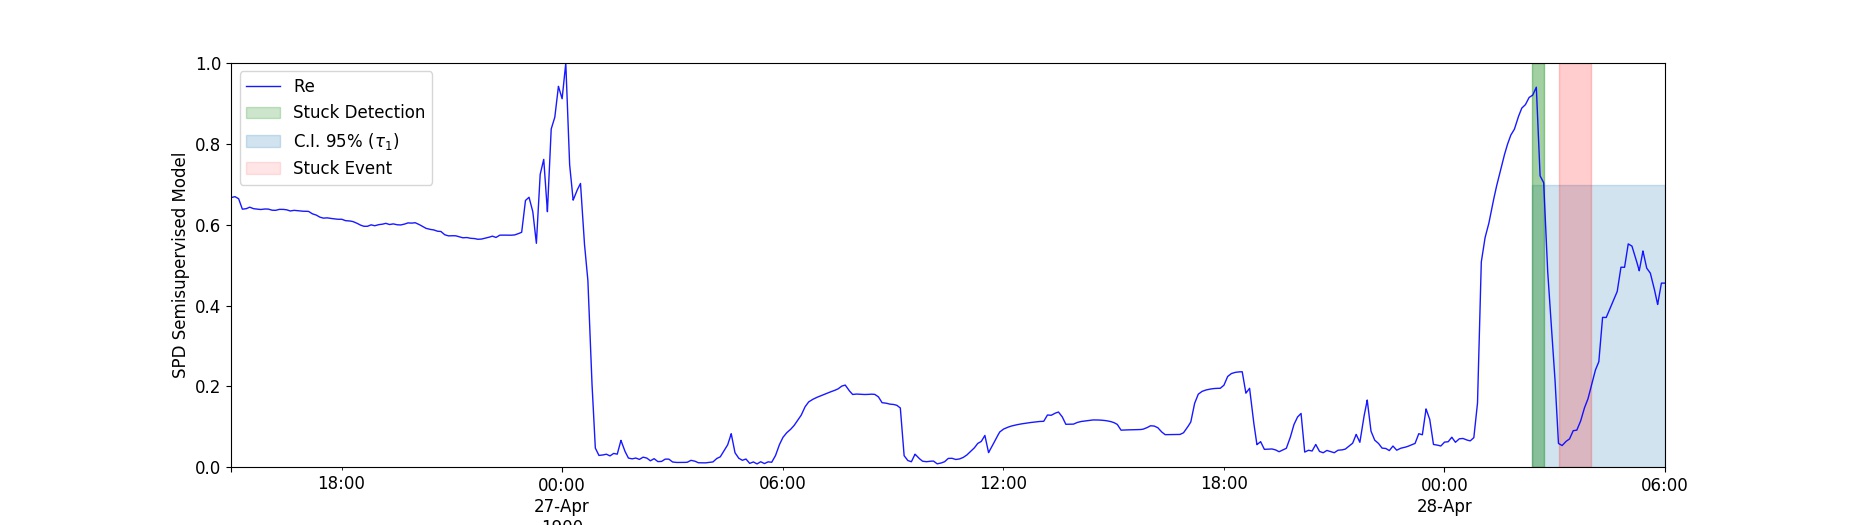 1.0
0.8
0.6
0.4
0.2
0.0
SPD Semisupervised Model
Re
Stuck Detection
C.I. 95% (τ₁)
Stuck Event
18:00
00:00
27-Apr
1900
06:00
12:00
18:00
00:00
28-Apr
06:00